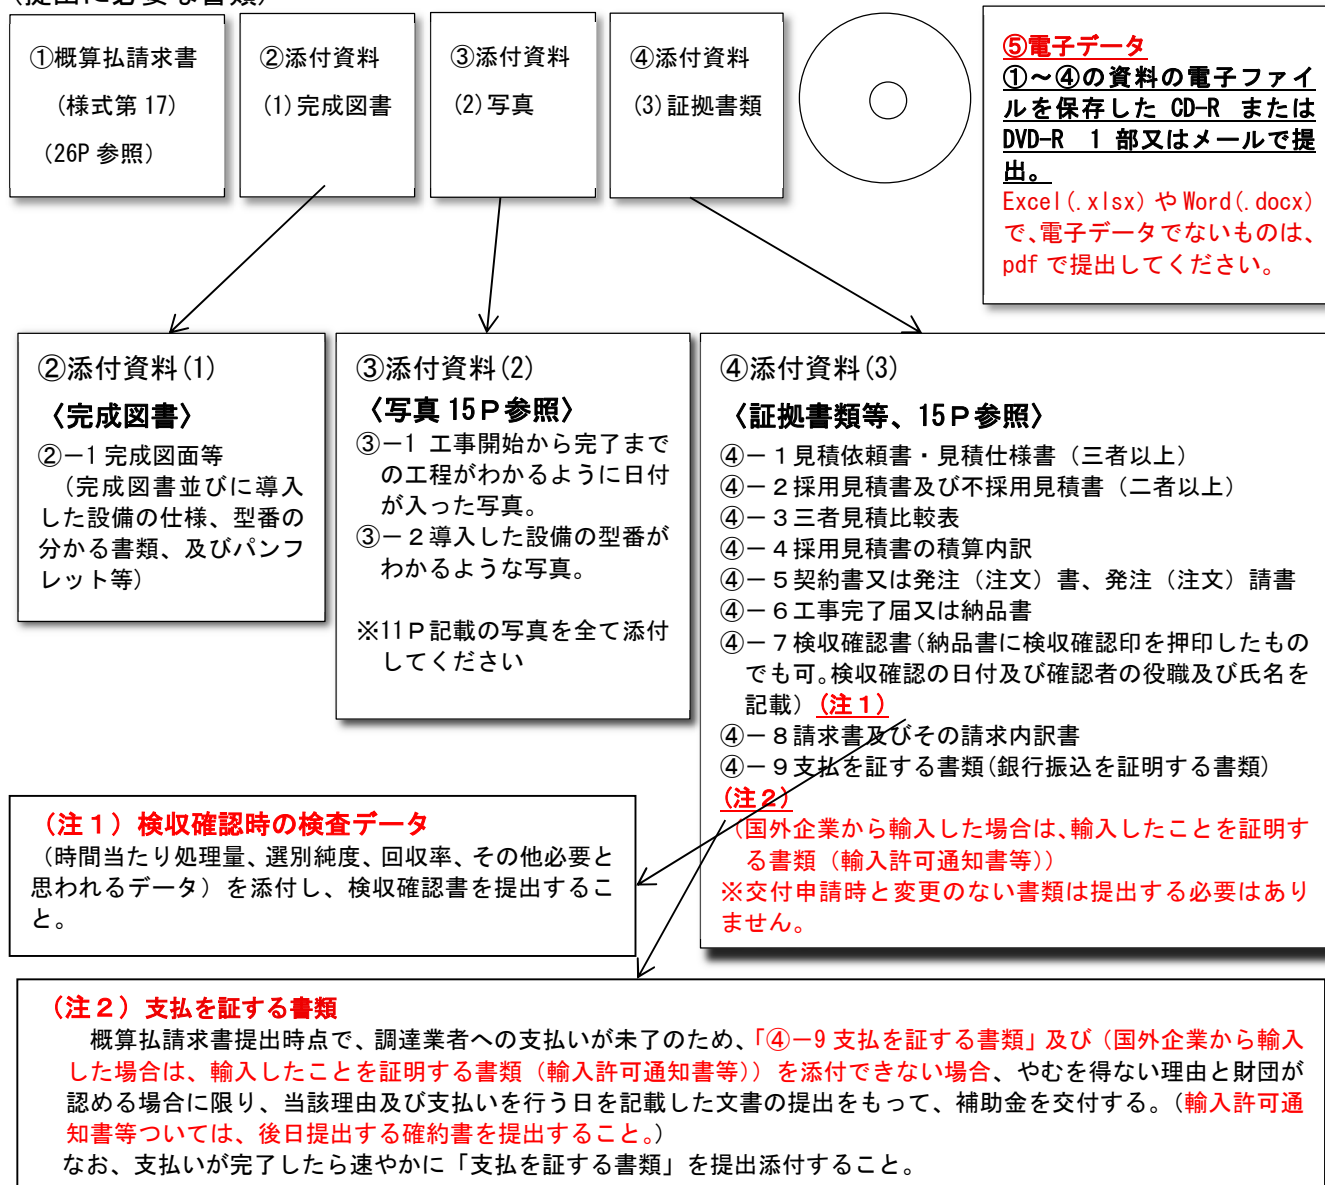 (提出に必要な書類)
①概算払請求書
（様式第 17）
（26P 参照）
②添付資料
(1)完成図書
③添付資料
(2)写真
④添付資料
(3)証拠書類
⑤電子データ
①～④の資料の電子ファイ
ルを保存した CD-R または
DVD-R 1 部又はメールで提
出。
Excel(.xlsx)や Word(.docx)
で、電子データでないものは、
pdf で提出してください。
②添付資料(1)
〈完成図書〉
②－1 完成図面等
（完成図書並びに導入
した設備の仕様、型番の
分かる書類、及びパンフ
レット等）
③添付資料(2)
〈写真 15Ｐ参照〉
③－1 工事開始から完了まで
の工程がわかるように日付
が入った写真。
③－２導入した設備の型番が
わかるような写真。
※11Ｐ記載の写真を全て添付
してください
④添付資料(3)
〈証拠書類等、15Ｐ参照〉
④－１見積依頼書・見積仕様書（三者以上）
④－２採用見積書及び不採用見積書（二者以上）
④－３三者見積比較表
④－４採用見積書の積算内訳
④－５契約書又は発注（注文）書、発注（注文）請書
④－６工事完了届又は納品書
④－７検収確認書(納品書に検収確認印を押印したもの
でも可。検収確認の日付及び確認者の役職及び氏名を
記載）（注１）
④－８請求書及びその請求内訳書
④－９支払を証する書類(銀行振込を証明する書類)
（注２）
（国外企業から輸入した場合は、輸入したことを証明す
る書類（輸入許可通知書等））
※交付申請時と変更のない書類は提出する必要はあり
ません。
（注１）検収確認時の検査データ
（時間当たり処理量、選別純度、回収率、その他必要と
思われるデータ）を添付し、検収確認書を提出するこ
と。
（注２）支払を証する書類
概算払請求書提出時点で、調達業者への支払いが未了のため、「④－9 支払を証する書類」及び（国外企業から輸入
した場合は、輸入したことを証明する書類（輸入許可通知書等））を添付できない場合、やむを得ない理由と財団が
認める場合に限り、当該理由及び支払いを行う日を記載した文書の提出をもって、補助金を交付する。（輸入許可通
知書等ついては、後日提出する確約書を提出すること。）
なお、支払いが完了したら速やかに「支払を証する書類」を提出添付すること。